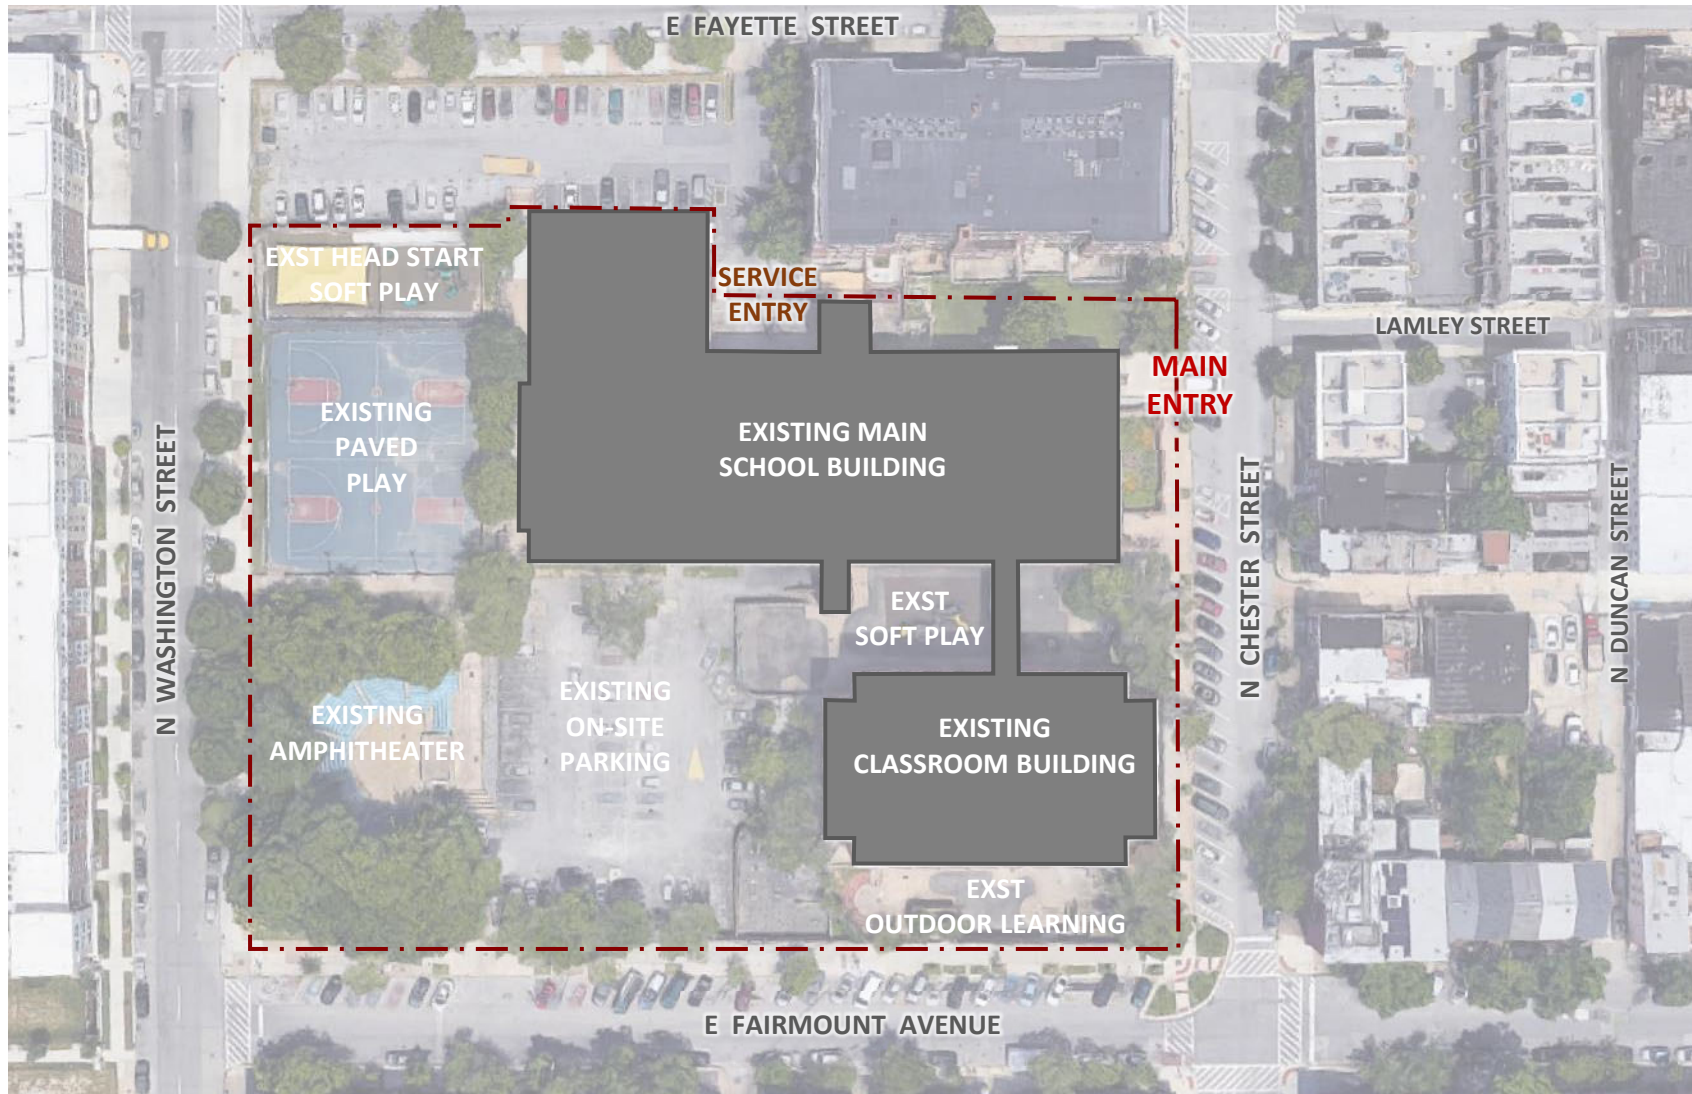 E FAYETTE STREET
EXST HEAD START
SOFT PLAY
SERVICE
ENTRY
LAMLEY STREET
MAIN
ENTRY
EXISTING
PAVED
PLAY
EXISTING MAIN
SCHOOL BUILDING
N WASHINGTON STREET
N CHESTER STREET
N DUNCAN STREET
EXST
SOFT PLAY
EXISTING
AMPHITHEATER
EXISTING
ON-SITE
PARKING
EXISTING
CLASSROOM BUILDING
EXST
OUTDOOR LEARNING
E FAIRMOUNT AVENUE